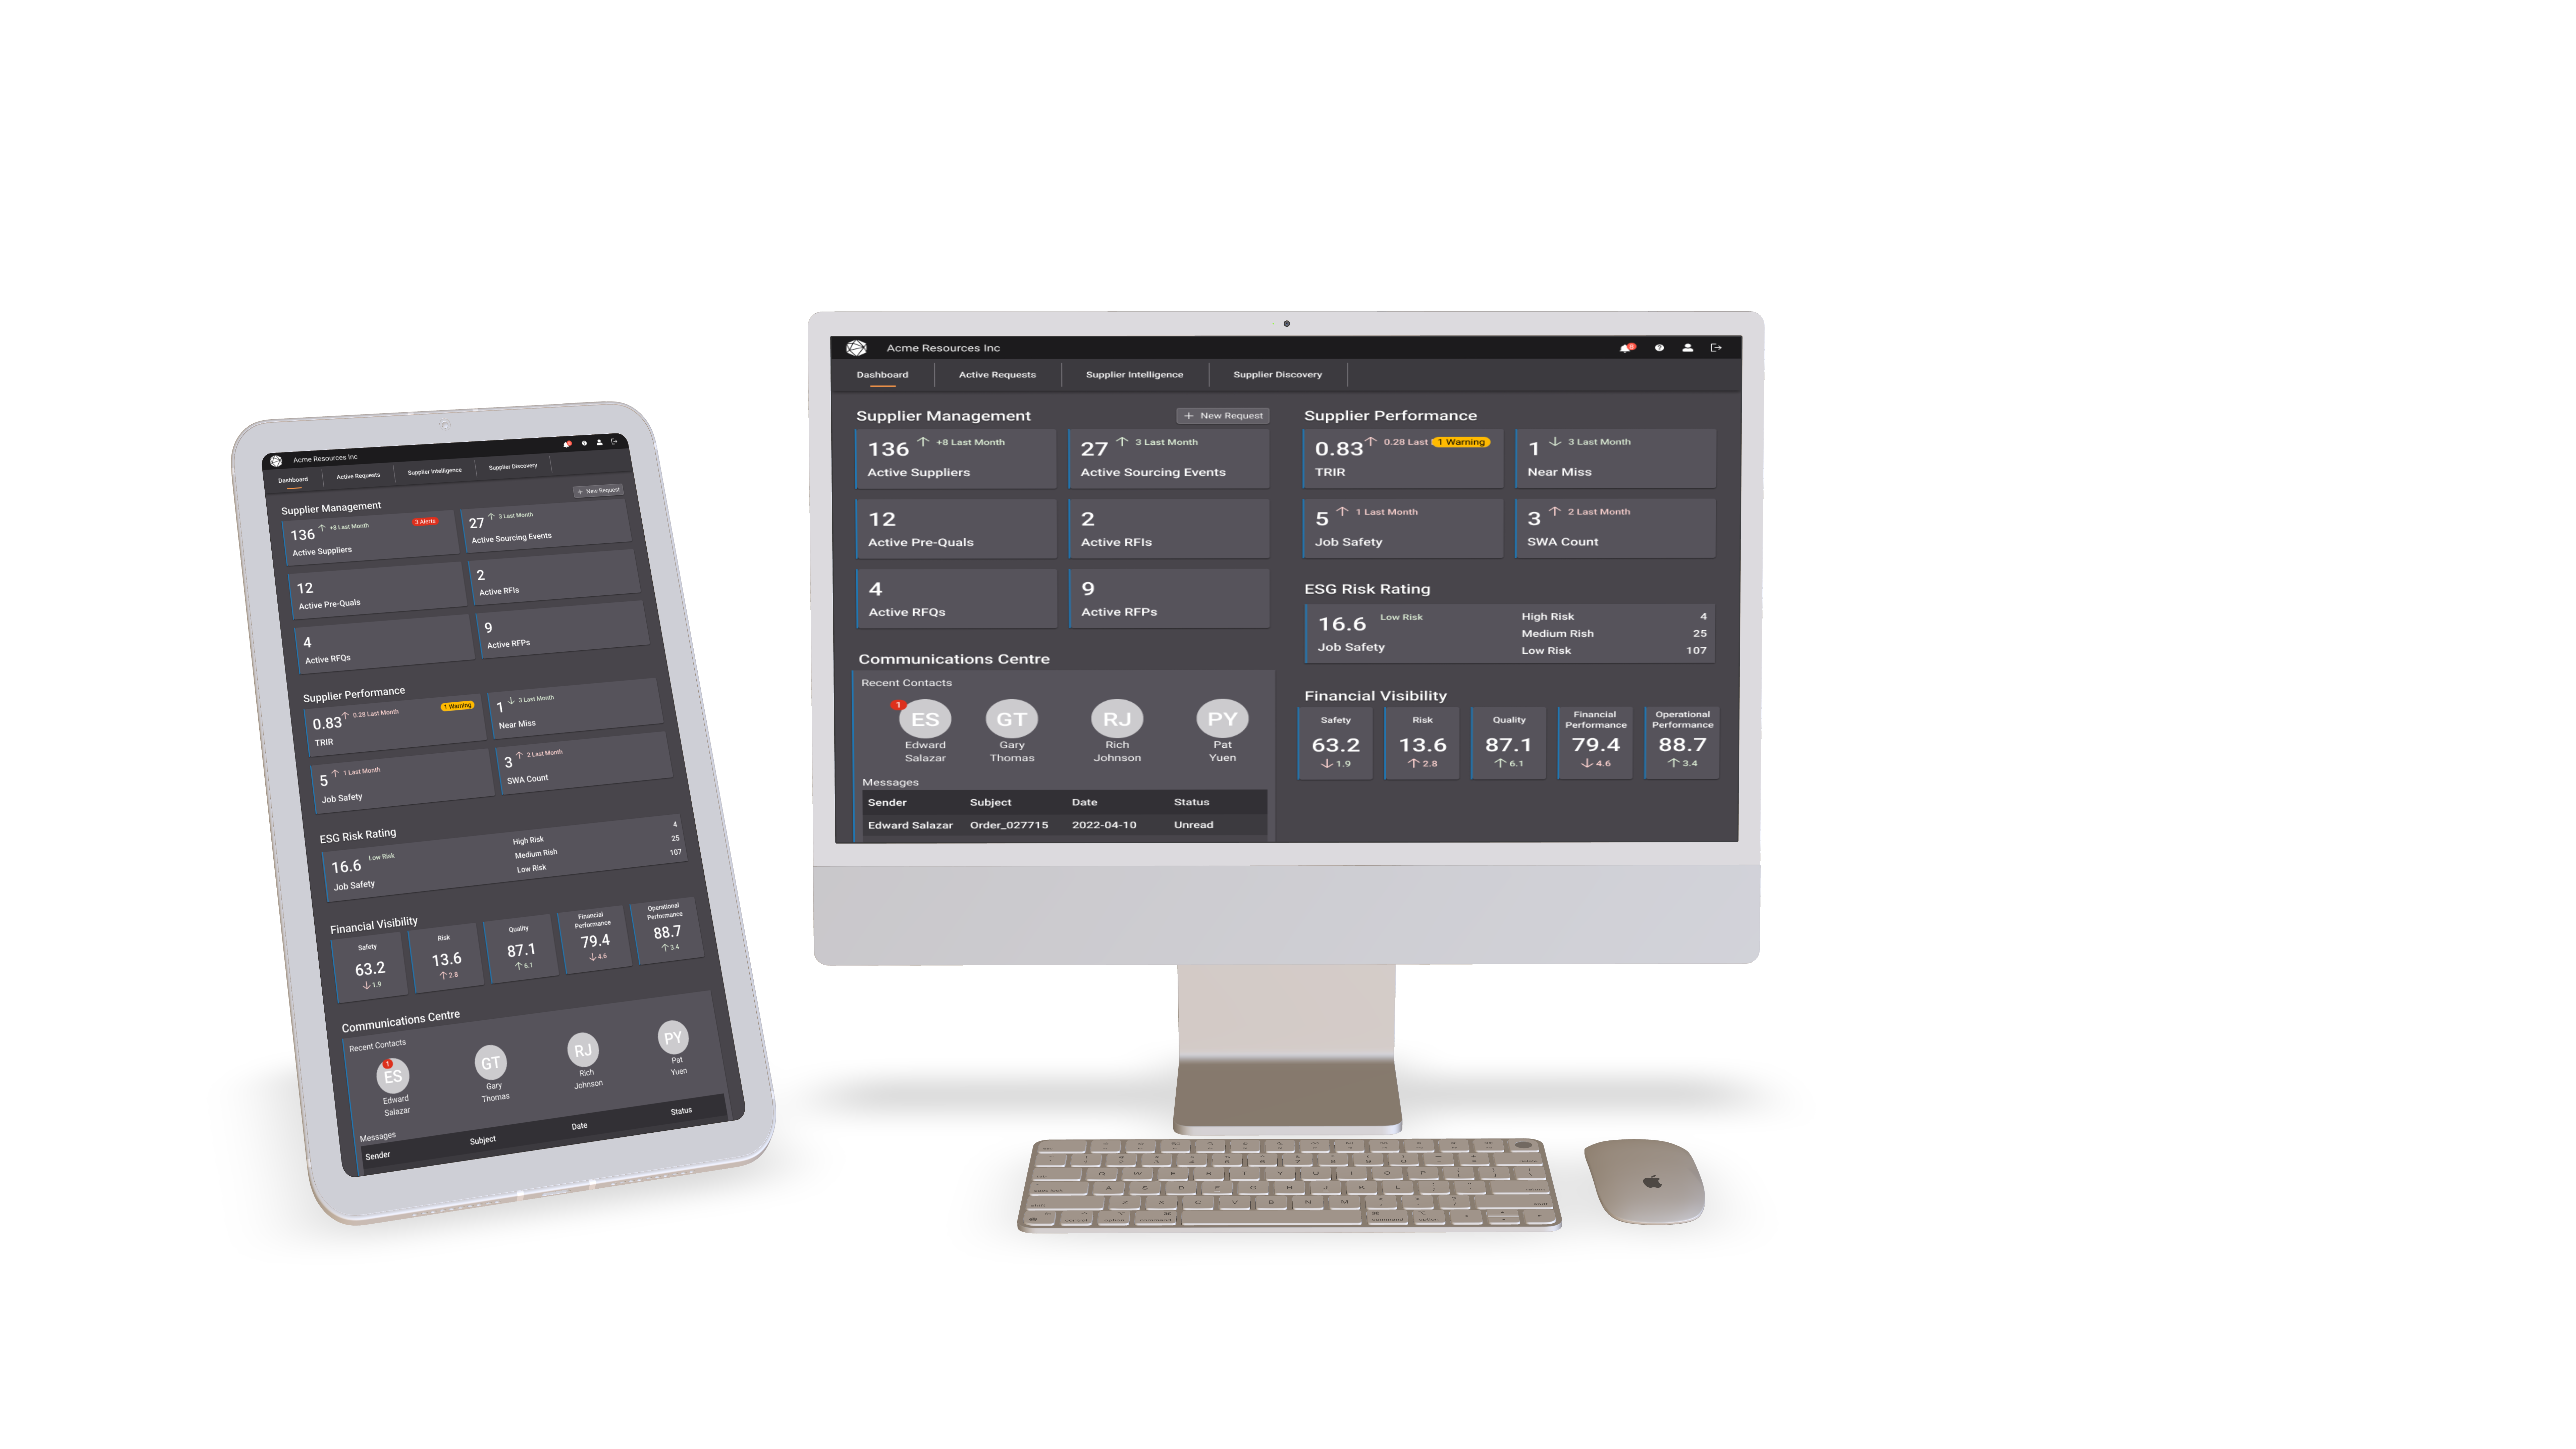 Acme Resources Inc
Dashboard
Active Requests
Supplier Intelligence
Supplier Discovery
Supplier Management
+ New Request
136 ↑ +8 Last Month
3 Alerts
Active Suppliers
27 ↑ 3 Last Month
Active Sourcing Events
12
Active Pre-Quals
2
Active RFIs
4
Active RFQs
9
Active RFPs
Supplier Performance
0.83 ↑ 0.28 Last Month
1 Warning
TRIR
1 ↓ 3 Last Month
Near Miss
5 ↑ 1 Last Month
Job Safety
3 ↑ 2 Last Month
SWA Count
ESG Risk Rating
16.6 Low Risk
Job Safety
High Risk 4
Medium Rish 25
Low Risk 107
Financial Visibility
Safety
63.2
↓ 1.9
Risk
13.6
↑ 2.8
Quality
87.1
↑ 6.1
Financial
Performance
79.4
↓ 4.6
Operational
Performance
88.7
↑ 3.4
Communications Centre
Recent Contacts
1
ES
Edward
Salazar
GT
Gary
Thomas
RJ
Rich
Johnson
PY
Pat
Yuen
Messages
Sender Subject Date Status
Acme Resources Inc
Dashboard
Active Requests
Supplier Intelligence
Supplier Discovery
Supplier Management
+ New Request
136 ↑ +8 Last Month
Active Suppliers
27 ↑ 3 Last Month
Active Sourcing Events
12
Active Pre-Quals
2
Active RFIs
4
Active RFQs
9
Active RFPs
Communications Centre
Recent Contacts
1
ES
Edward
Salazar
GT
Gary
Thomas
RJ
Rich
Johnson
PY
Pat
Yuen
Messages
Sender Subject Date Status
Edward Salazar Order_027715 2022-04-10 Unread
Supplier Performance
0.83 ↑ 0.28 Last
1 Warning
TRIR
1 ↓ 3 Last Month
Near Miss
5 ↑ 1 Last Month
Job Safety
3 ↑ 2 Last Month
SWA Count
ESG Risk Rating
16.6 Low Risk
Job Safety
High Risk 4
Medium Rish 25
Low Risk 107
Financial Visibility
Safety
63.2
↓ 1.9
Risk
13.6
↑ 2.8
Quality
87.1
↑ 6.1
Financial
Performance
79.4
↓ 4.6
Operational
Performance
88.7
↑ 3.4
Q W E R T Y U I O P
A S D F G H J K L
shift Z X C V B N M shift
control option command command option